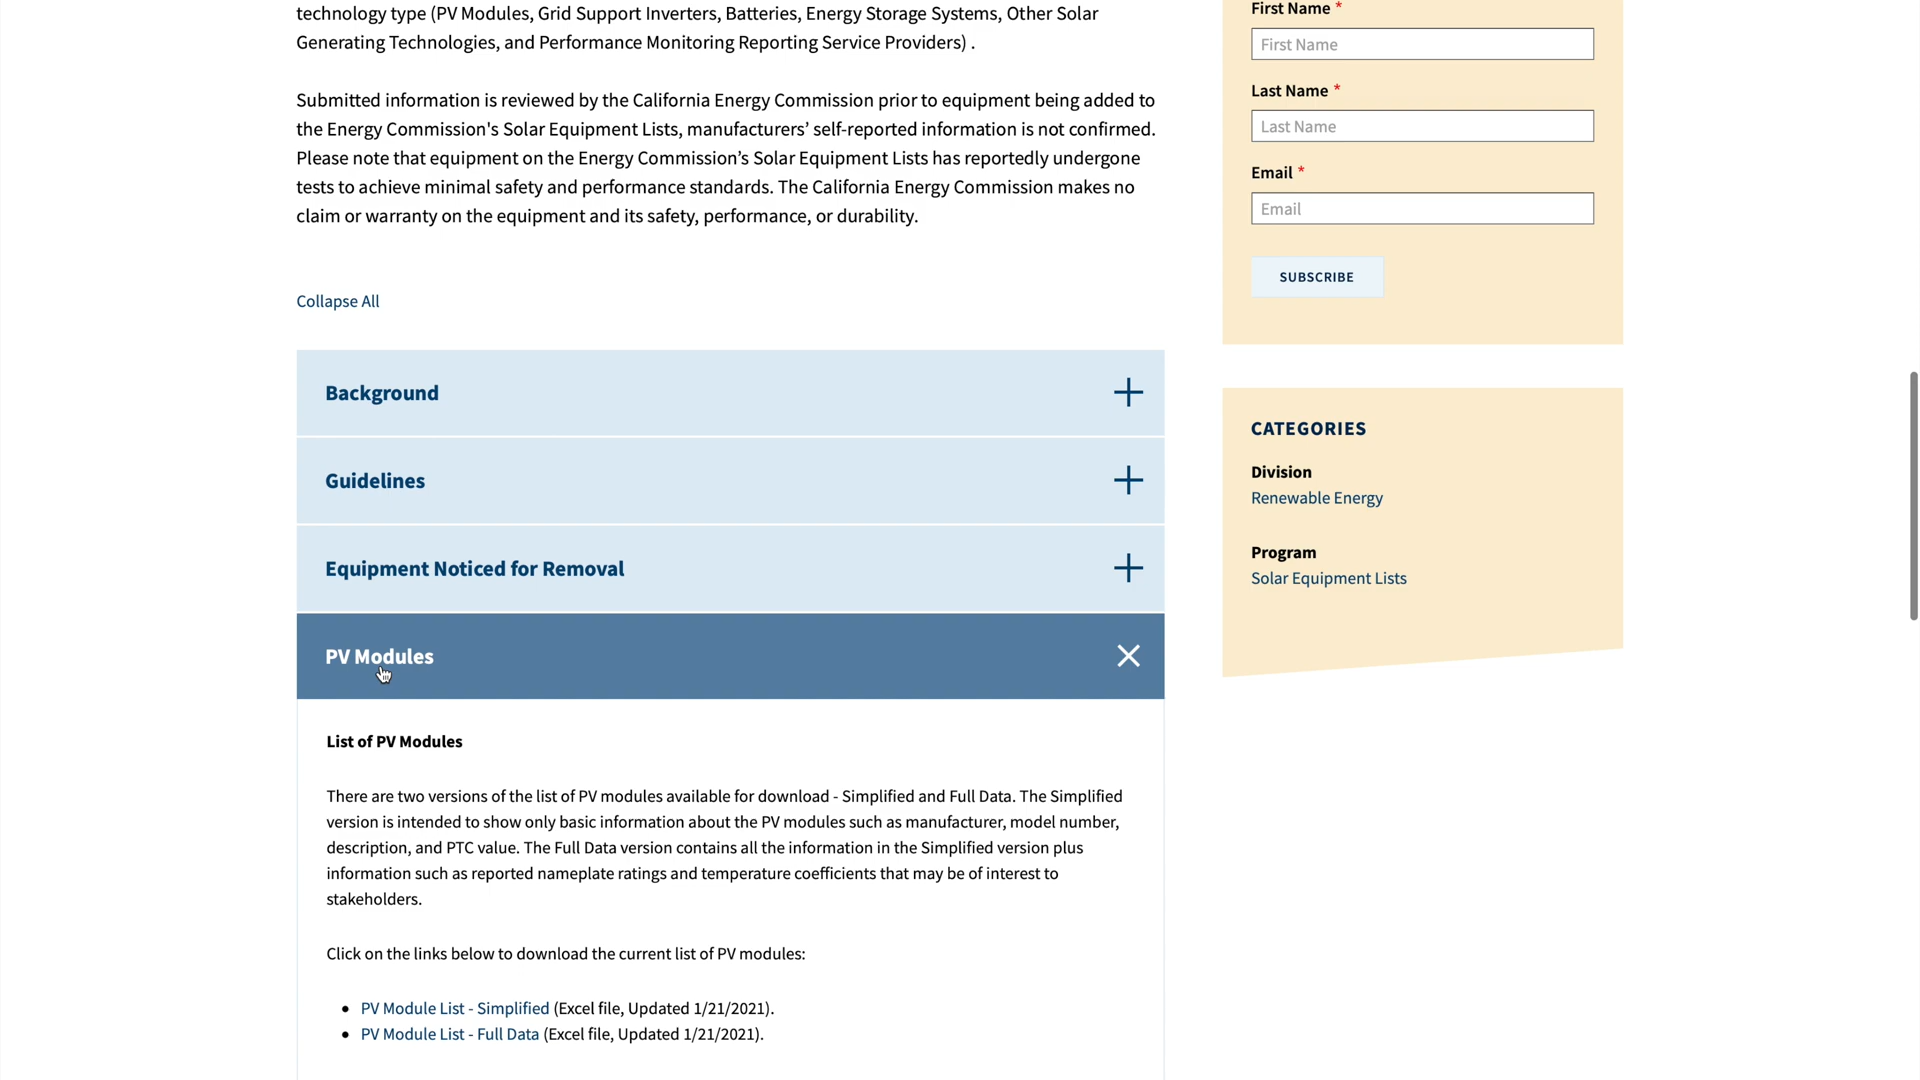 technology type (PV Modules, Grid Support Inverters, Batteries, Energy Storage Systems, Other Solar
Generating Technologies, and Performance Monitoring Reporting Service Providers) .
Submitted information is reviewed by the California Energy Commission prior to equipment being added to
the Energy Commission's Solar Equipment Lists, manufacturers’ self-reported information is not confirmed.
Please note that equipment on the Energy Commission’s Solar Equipment Lists has reportedly undergone
tests to achieve minimal safety and performance standards. The California Energy Commission makes no
claim or warranty on the equipment and its safety, performance, or durability.
Collapse All
Background
Guidelines
Equipment Noticed for Removal
PV Modules
List of PV Modules
There are two versions of the list of PV modules available for download - Simplified and Full Data. The Simplified
version is intended to show only basic information about the PV modules such as manufacturer, model number,
description, and PTC value. The Full Data version contains all the information in the Simplified version plus
information such as reported nameplate ratings and temperature coefficients that may be of interest to
stakeholders.
Click on the links below to download the current list of PV modules:
PV Module List - Simplified (Excel file, Updated 1/21/2021).
PV Module List - Full Data (Excel file, Updated 1/21/2021).
First Name *
First Name
Last Name *
Last Name
Email *
Email
SUBSCRIBE
CATEGORIES
Division
Renewable Energy
Program
Solar Equipment Lists